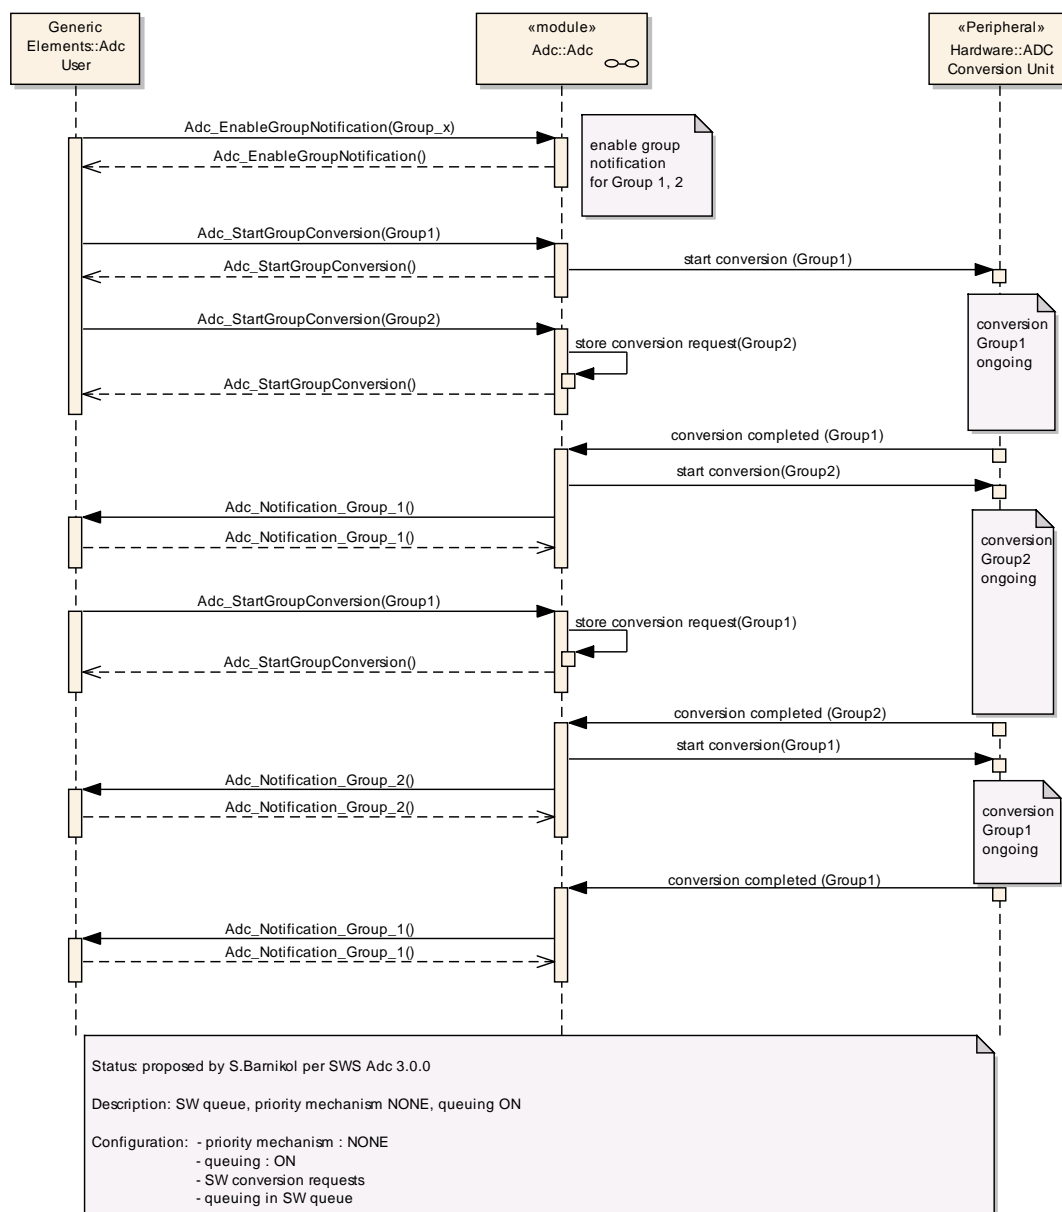 Generic
Elements::Adc
User
«module»
Adc::Adc
«Peripheral»
Hardware::ADC
Conversion Unit
Adc_EnableGroupNotification(Group_x)
Adc_EnableGroupNotification()
enable group
notification
for Group 1, 2
Adc_StartGroupConversion(Group1)
Adc_StartGroupConversion()
start conversion (Group1)
Adc_StartGroupConversion(Group2)
store conversion request(Group2)
conversion
Group1
ongoing
Adc_StartGroupConversion()
conversion completed (Group1)
start conversion(Group2)
Adc_Notification_Group_1()
Adc_Notification_Group_1()
conversion
Group2
ongoing
Adc_StartGroupConversion(Group1)
store conversion request(Group1)
Adc_StartGroupConversion()
conversion completed (Group2)
start conversion(Group1)
Adc_Notification_Group_2()
Adc_Notification_Group_2()
conversion
Group1
ongoing
conversion completed (Group1)
Adc_Notification_Group_1()
Adc_Notification_Group_1()
Status: proposed by S.Barnikol per SWS Adc 3.0.0
Description: SW queue, priority mechanism NONE, queuing ON
Configuration: - priority mechanism : NONE
- queuing : ON
- SW conversion requests
- queuing in SW queue